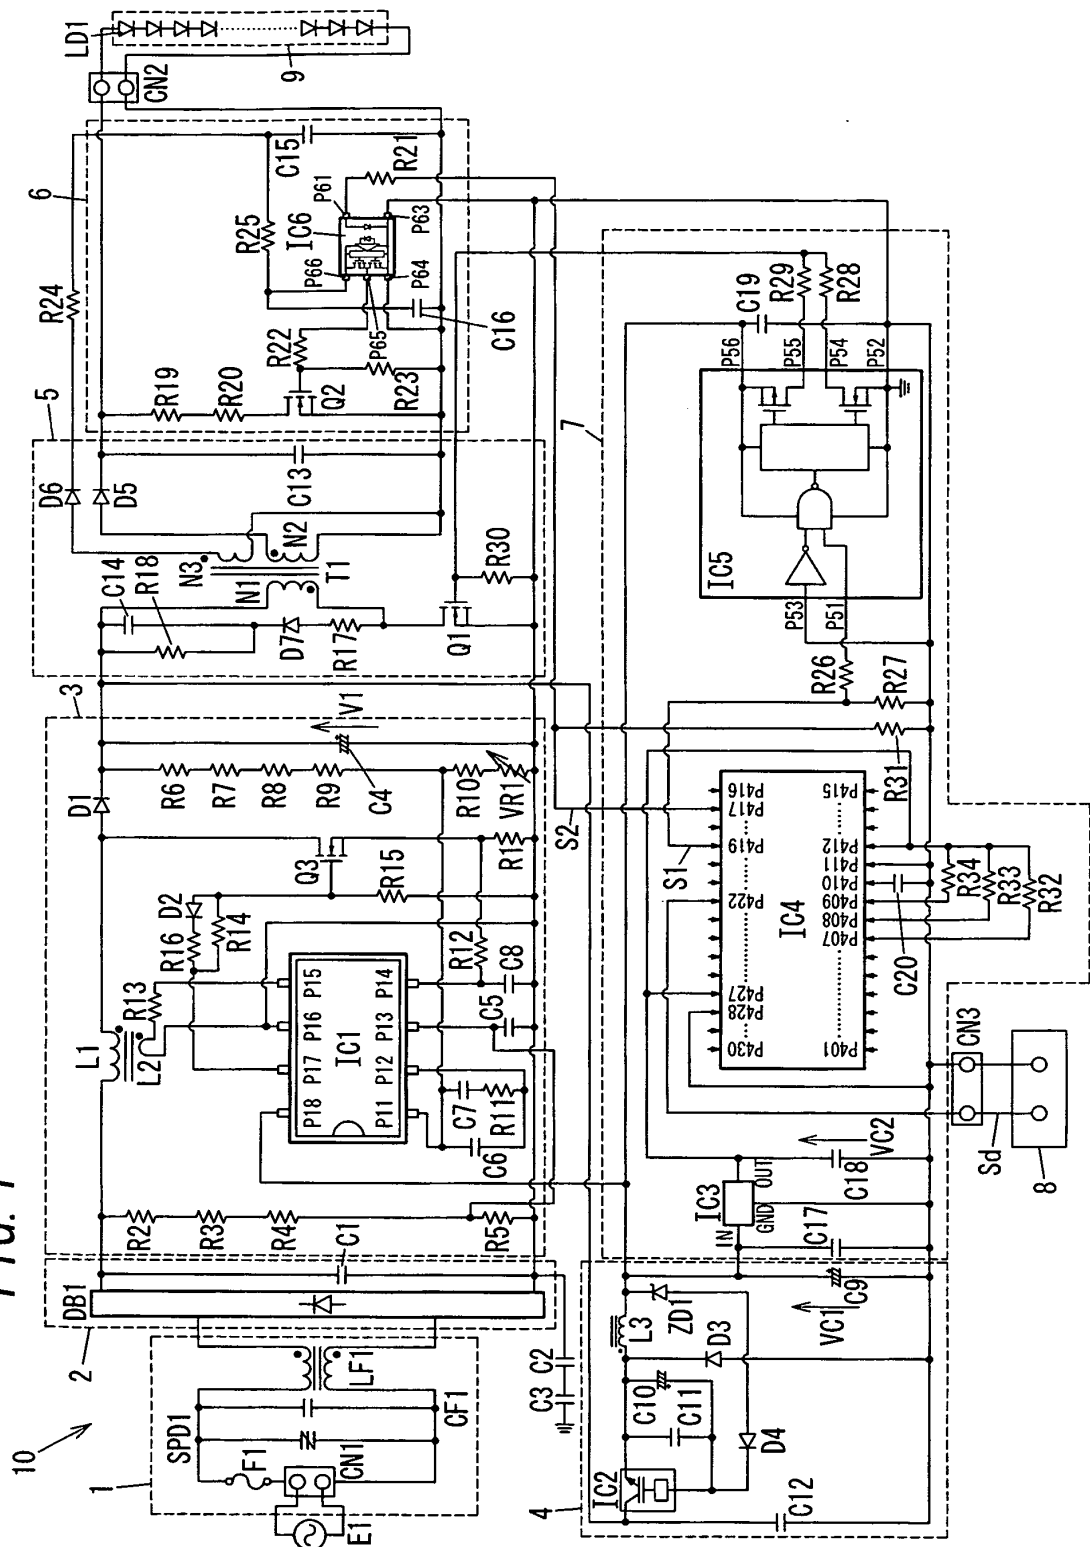 FIG. 1
10
1
2
3
4
5
6
7
8
9
E1
CN1
F1
SPD1
CF1
LF1
DB1
C1
C2
C3
R2
R3
R4
R5
L1
L2
R13
R16
D2
R14
P18
P17
P16
P15
IC1
P11
P12
P13
P14
C6
C7
R11
C5
C8
R12
R15
Q3
R1
D1
R6
R7
R8
R9
R10
VR1
C4
V1
C14
R18
D7
R17
N1
N2
N3
T1
Q1
R30
D6
D5
C13
R24
R19
R20
R22
Q2
R23
R25
IC6
P61
P63
P64
P65
P66
C16
C15
R21
CN2
LD1
IC2
C12
C10
C11
D4
D3
ZD1
L3
VC1
C9
IC3
IN
OUT
GND
C17
C18
VC2
Sd
CN3
IC4
P430
P428
P427
P422
P419
P417
P416
P401
P407
P408
P409
P410
P411
P412
P415
C20
R34
R33
R32
R31
S1
S2
R26
R27
IC5
P53
P51
P56
P55
P54
P52
C19
R29
R28